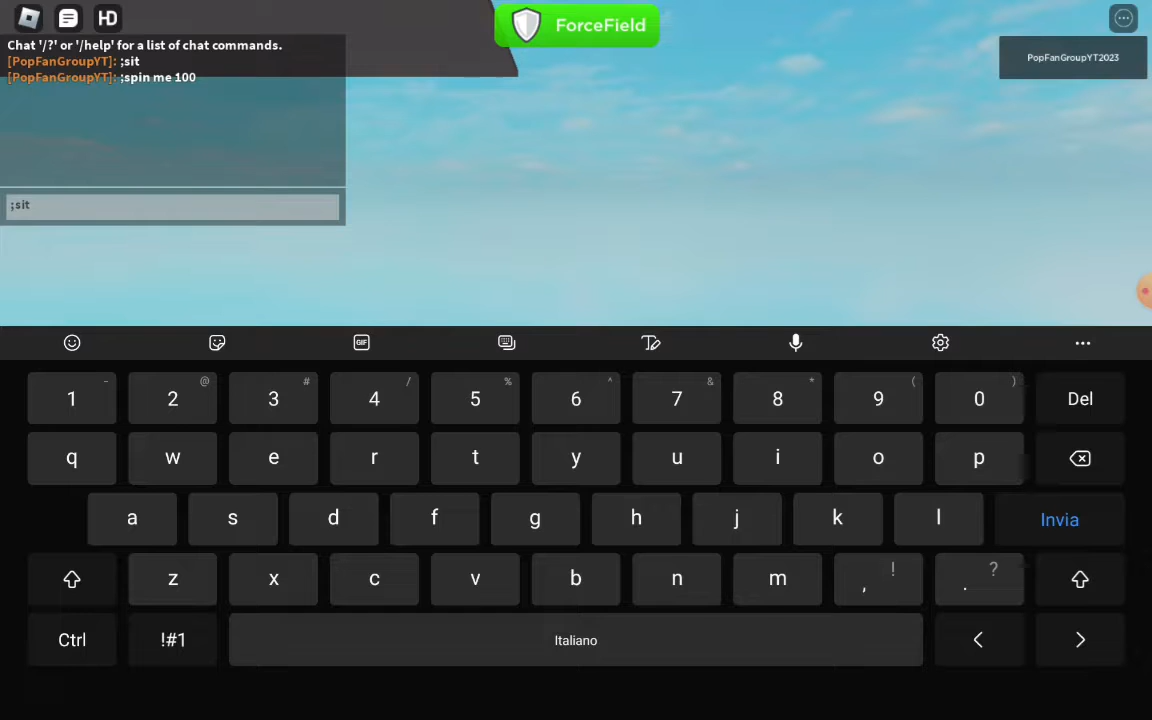 HD
ForceField
Chat '/?' or '/help' for a list of chat commands.
[PopFanGroupYT]: ;sit
[PopFanGroupYT]: ;spin me 100
PopFanGroupYT2023
;sit
GIF
1 - 2 @ 3 # 4 / 5 % 6 ^ 7 & 8 * 9 ( 0 ) Del
q w e r t y u i o p
a s d f g h j k l Invia
z x c v b n m , ! . ?
Ctrl !#1 Italiano < >